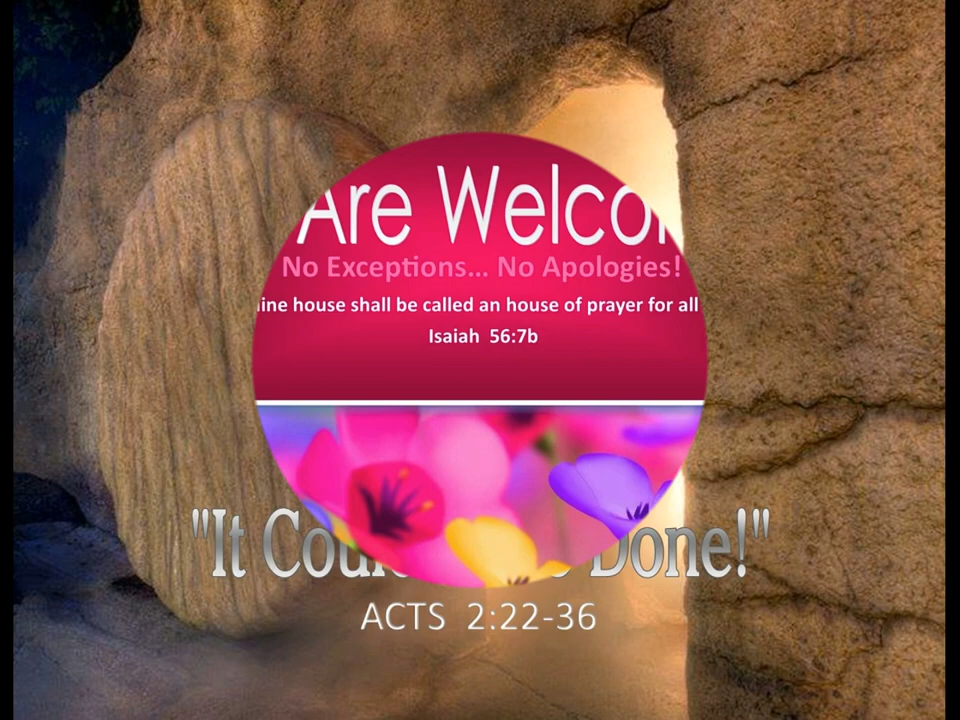 Are Welco
No Exceptions... No Apologies!
ine house shall be called an house of prayer for all
Isaiah 56:7b
"It Done!"
ACTS 2:22-36